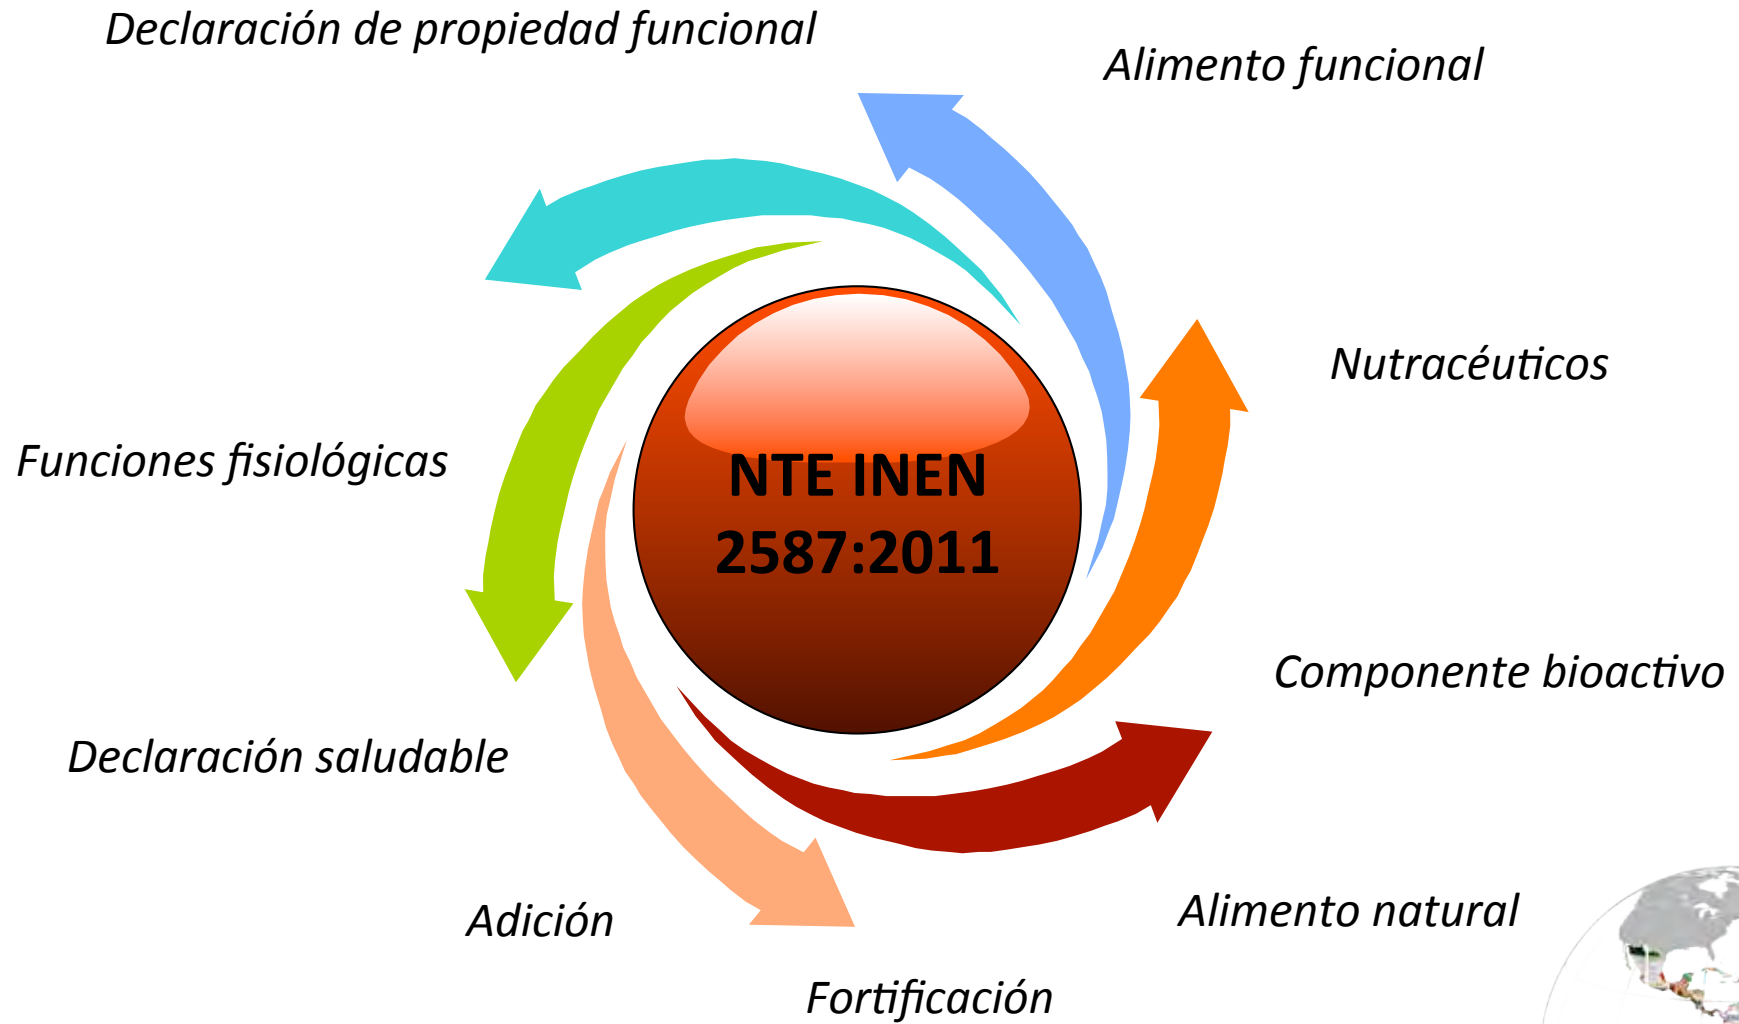 Declaración de propiedad funcional
Alimento funcional
Nutracéuticos
Funciones fisiológicas
NTE INEN
2587:2011
Componente bioactivo
Declaración saludable
Alimento natural
Adición
Fortificación